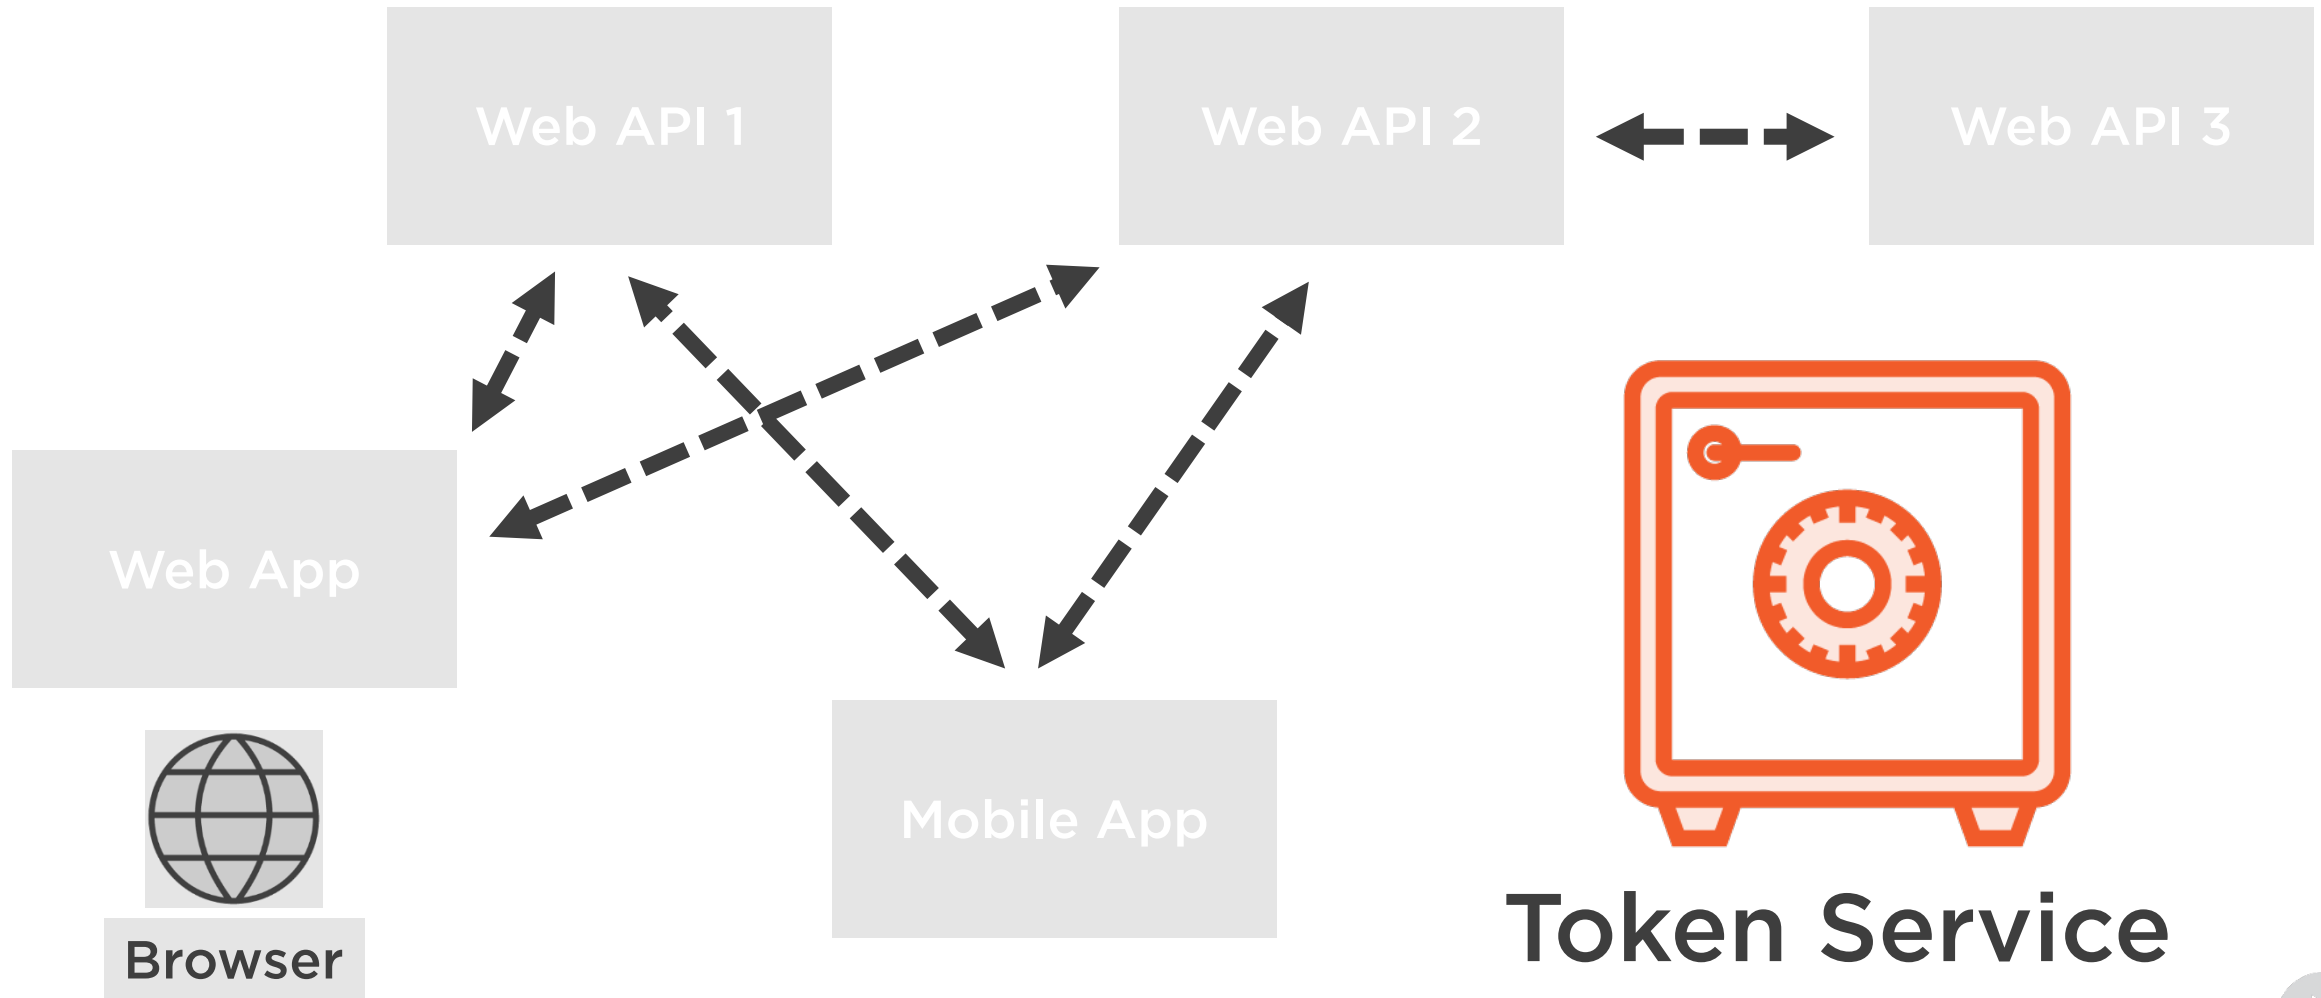 Web API 1
Web API 2
Web API 3
Web App
Mobile App
Browser
Token Service